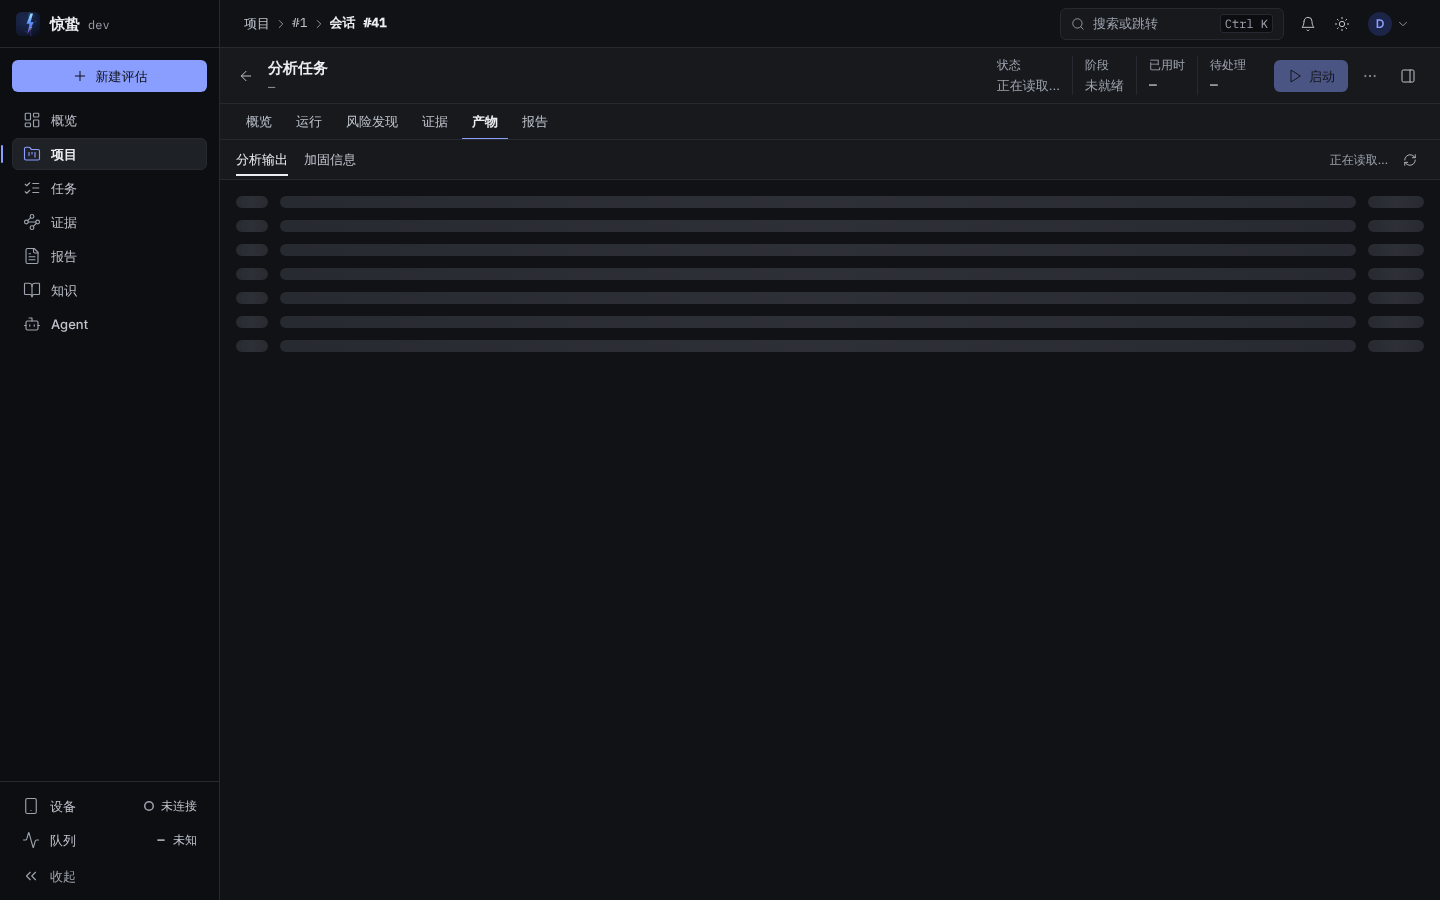 惊蛰 dev
项目 #1 会话 #41
搜索或跳转 Ctrl K
D
新建评估
概览
项目
任务
证据
报告
知识
Agent
设备 未连接
队列 – 未知
收起
分析任务
–
状态
正在读取...
阶段
未就绪
已用时
–
待处理
–
启动
概览 运行 风险发现 证据 产物 报告
分析输出 加固信息
正在读取...